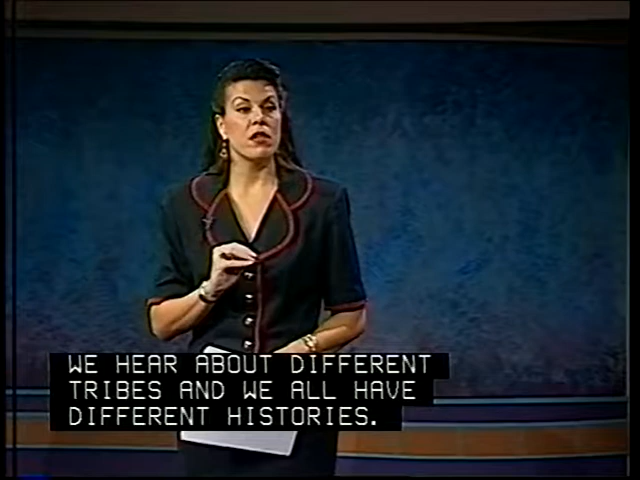 WE HEAR ABOUT DIFFERENT
TRIBES AND WE ALL HAVE
DIFFERENT HISTORIES.